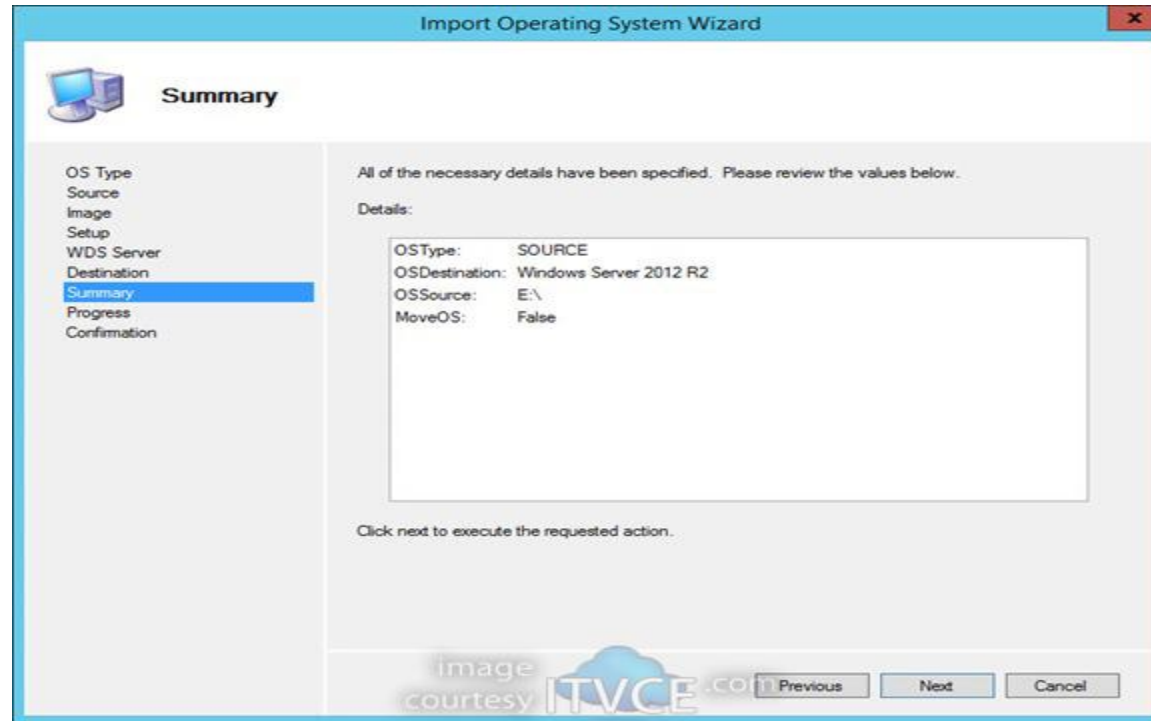 Import Operating System Wizard
x
Summary
OS Type
Source
Image
Setup
WDS Server
Destination
Summary
Progress
Confirmation
All of the necessary details have been specified. Please review the values below.
Details:
OSType: SOURCE
OSDestination: Windows Server 2012 R2
OSSource: E:\
MoveOS: False
Click next to execute the requested action.
image
courtesy ITVCE.com
Previous Next Cancel